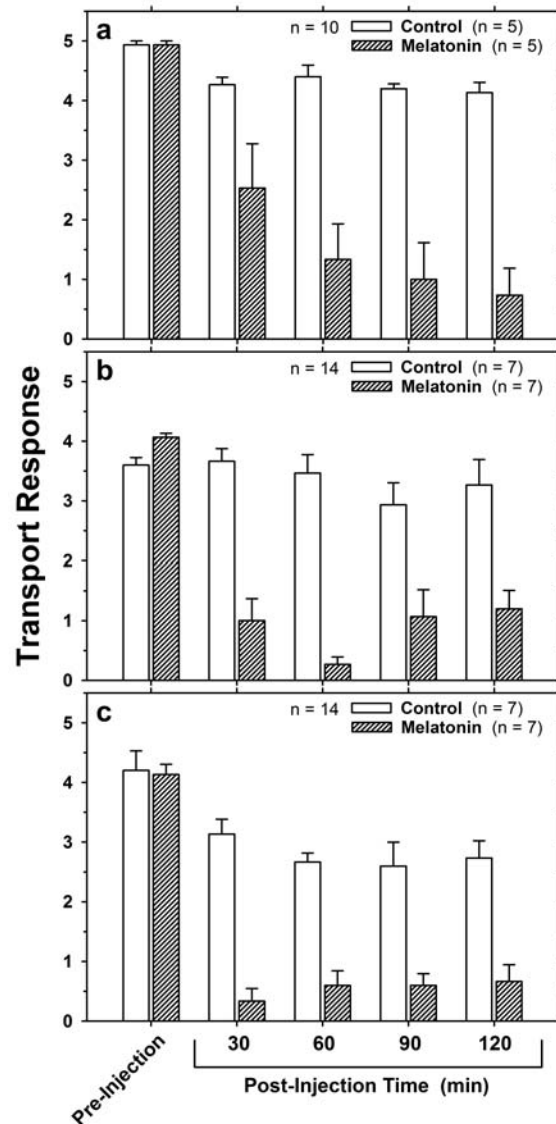 Transport Response
a
n = 10
Control (n = 5)
Melatonin (n = 5)
5
4
3
2
1
0
b
n = 14
Control (n = 7)
Melatonin (n = 7)
5
4
3
2
1
0
c
n = 14
Control (n = 7)
Melatonin (n = 7)
5
4
3
2
1
0
Pre-Injection
30 60 90 120
Post-Injection Time (min)